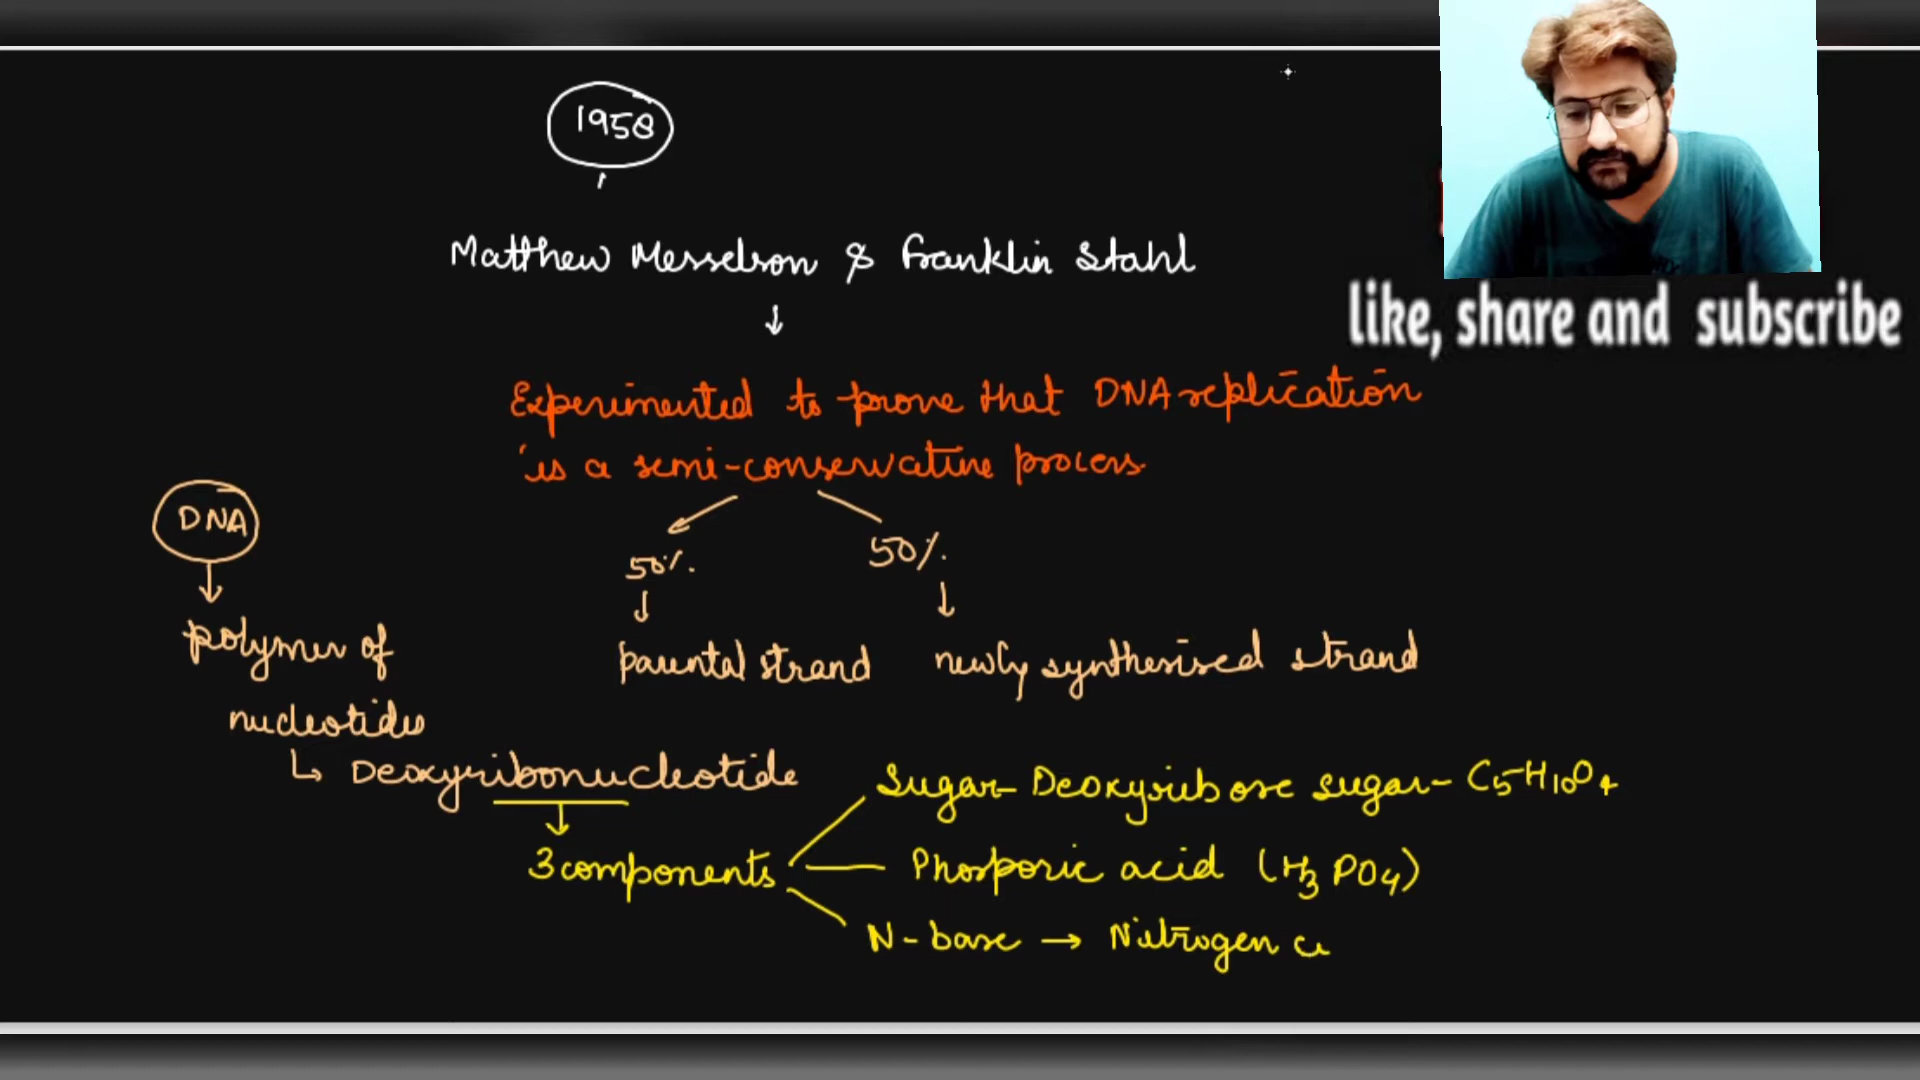 1958
Matthew Messelson & Franklin Stahl
like, share and subscribe
Experimented to prove that DNA replication
is a semi-conservative process
DNA
50%. 50%.
polymer of
parental strand newly synthesised strand
nucleotides
Deoxyribonucleotide
Sugar- Deoxyribose sugar- C5H10O4
3 components
Phosporic acid (H3PO4)
N-base → Nitrogen